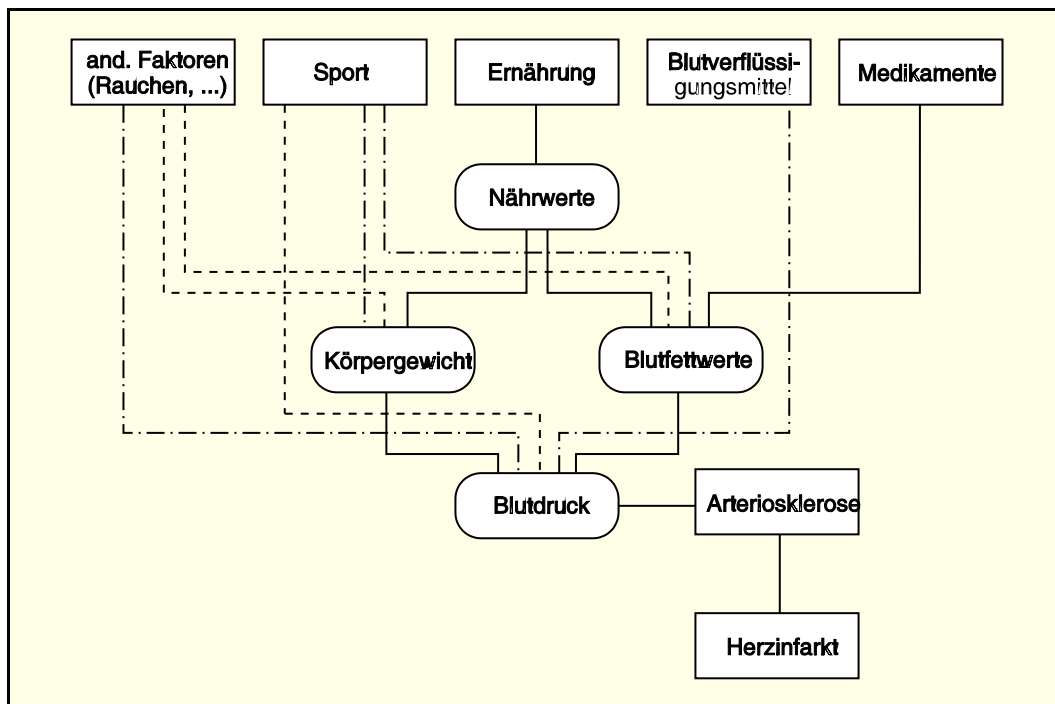 and. Faktoren
(Rauchen, ...)
Sport
Ernährung
Blutverflüssi-
gungsmittel
Medikamente
Nährwerte
Körpergewicht
Blutfettwerte
Blutdruck
Arteriosklerose
Herzinfarkt